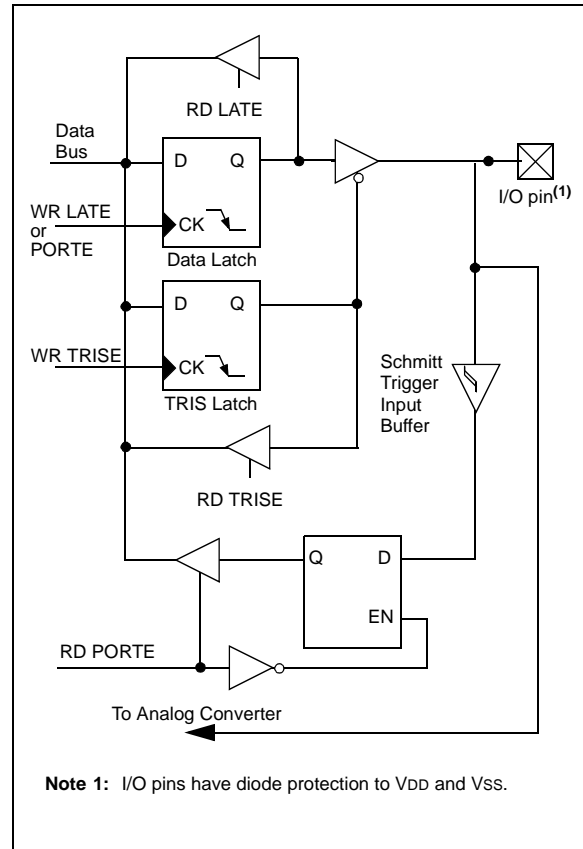 RD LATE
Data
Bus
D Q
WR LATE
or
PORTE
CK
Data Latch
I/O pin(1)
D Q
WR TRISE
CK
TRIS Latch
Schmitt
Trigger
Input
Buffer
RD TRISE
Q D
EN
RD PORTE
To Analog Converter
Note 1: I/O pins have diode protection to VDD and VSS.